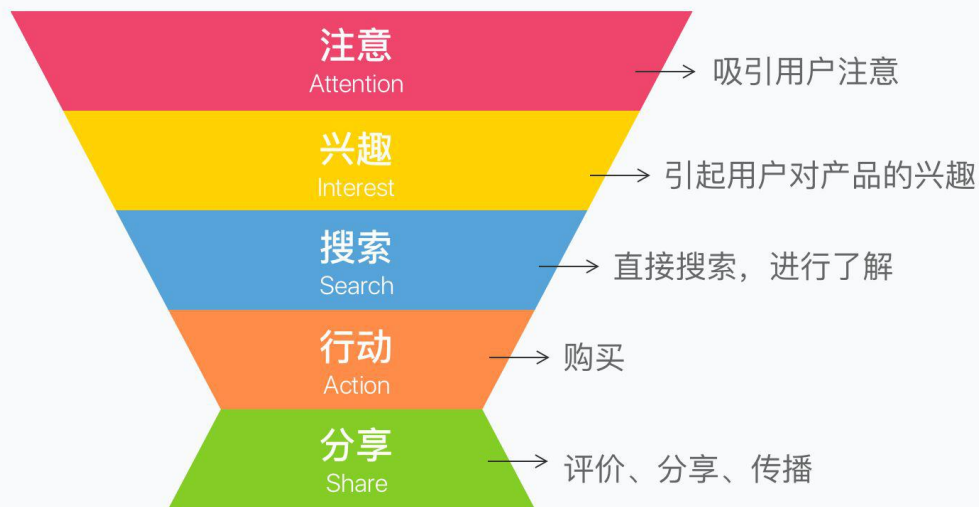 注意
Attention
吸引用户注意
兴趣
Interest
引起用户对产品的兴趣
搜索
Search
直接搜索，进行了解
行动
Action
购买
分享
Share
评价、分享、传播